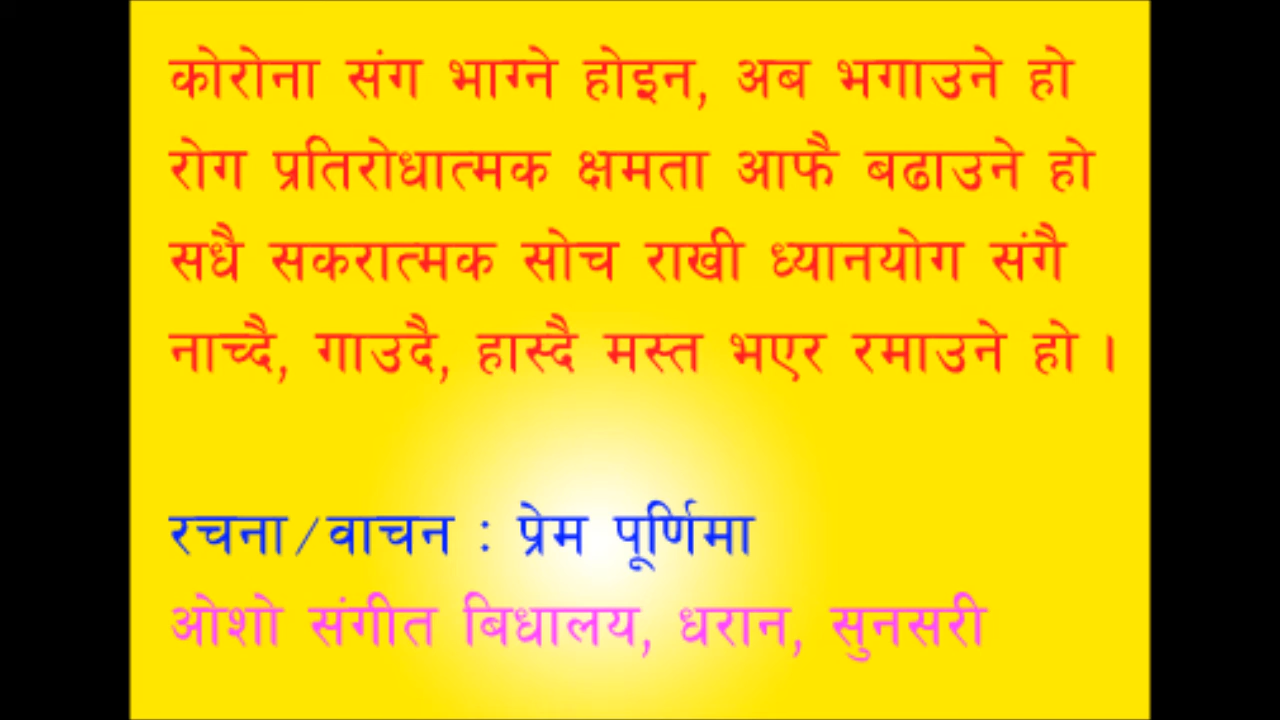 कोरोना संग भाग्ने होइन, अब भगाउने हो
रोग प्रतिरोधात्मक क्षमता आफै बढाउने हो
सधै सकरात्मक सोच राखी ध्यानयोग संगै
नाच्दै, गाउदै, हास्दै मस्त भएर रमाउने हो ।
रचना/वाचन : प्रेम पूर्णिमा
ओशो संगीत बिधालय, धरान, सुनसरी